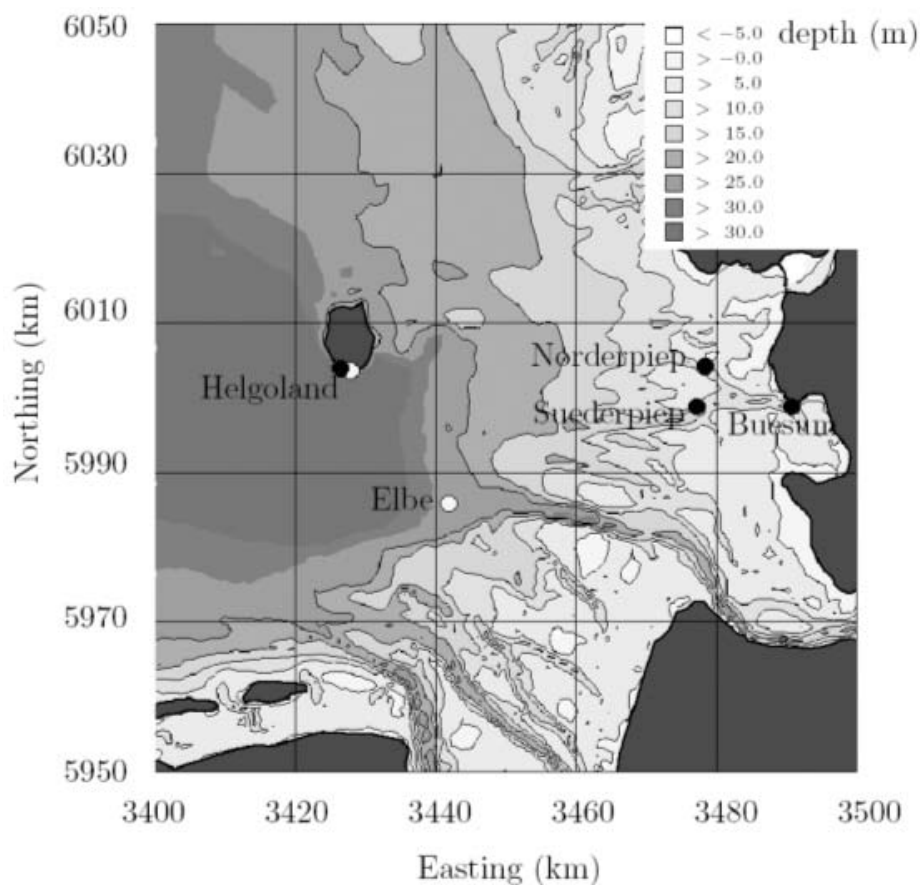 6050
6030
6010
5990
5970
5950
Northing (km)
depth (m)
< −5.0
> −0.0
> 5.0
> 10.0
> 15.0
> 20.0
> 25.0
> 30.0
> 30.0
Norderpiep
Helgoland
Suederpiep
Buesum
Elbe
3400
3420
3440
3460
3480
3500
Easting (km)